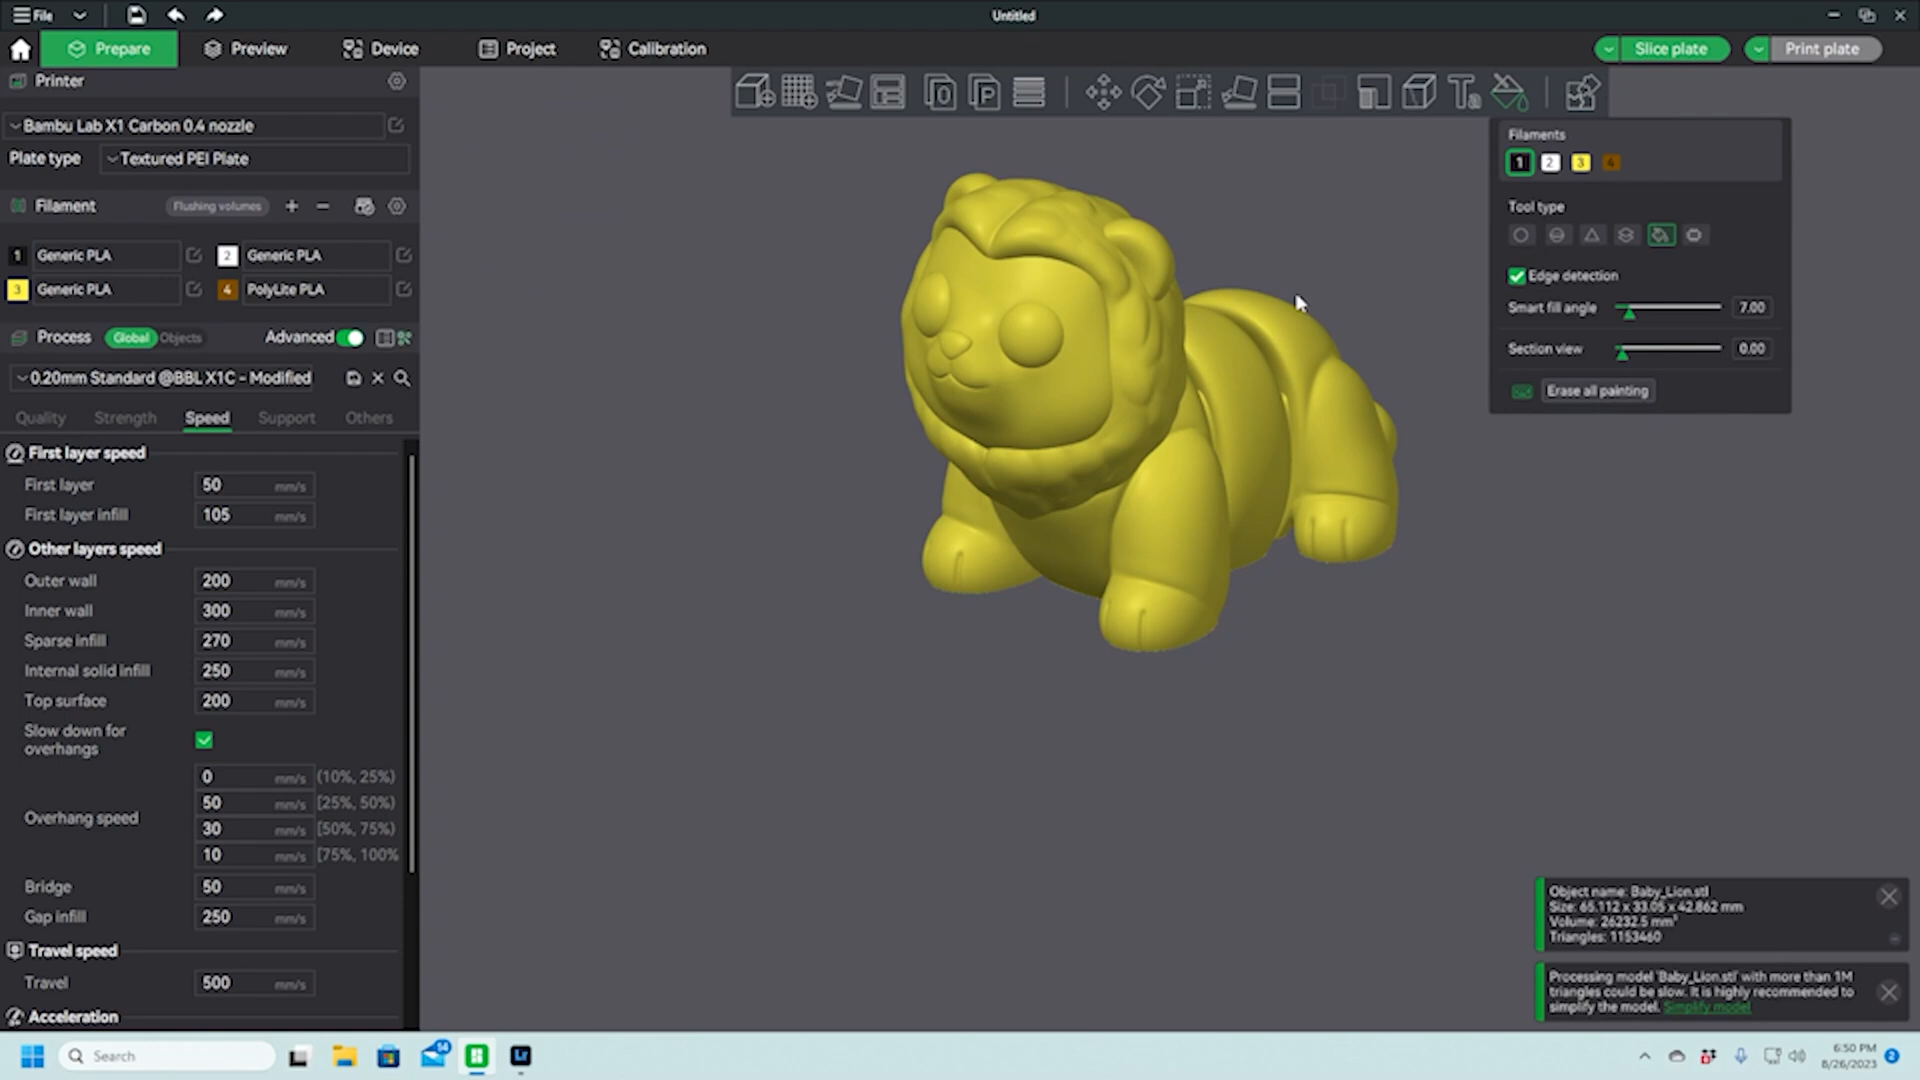 File
Untitled
Prepare
Preview
Device
Project
Calibration
Slice plate
Print plate
Printer
Bambu Lab X1 Carbon 0.4 nozzle
Plate type
Textured PEI Plate
Filament
Flushing volumes
1 Generic PLA
2 Generic PLA
3 Generic PLA
4 PolyLite PLA
Process
Global Objects
Advanced
0.20mm Standard @BBL X1C - Modified
Quality
Strength
Speed
Support
Others
First layer speed
First layer 50 mm/s
First layer infill 105 mm/s
Other layers speed
Outer wall 200 mm/s
Inner wall 300 mm/s
Sparse infill 270 mm/s
Internal solid infill 250 mm/s
Top surface 200 mm/s
Slow down for
overhangs
Overhang speed
0 mm/s (10%, 25%)
50 mm/s [25%, 50%)
30 mm/s [50%, 75%)
10 mm/s [75%, 100%
Bridge 50 mm/s
Gap infill 250 mm/s
Travel speed
Travel 500 mm/s
Acceleration
Filaments
1 2 3 4
Tool type
Edge detection
Smart fill angle 7.00
Section view 0.00
Erase all painting
Object name: Baby_Lion.stl
Size: 65.112 x 33.05 x 42.862 mm
Volume: 26232.5 mm³
Triangles: 1153460
Processing model 'Baby_Lion.stl' with more than 1M
triangles could be slow. It is highly recommended to
simplify the model. Simplify model
Search
54
Lr
6:50 PM
8/26/2023
2